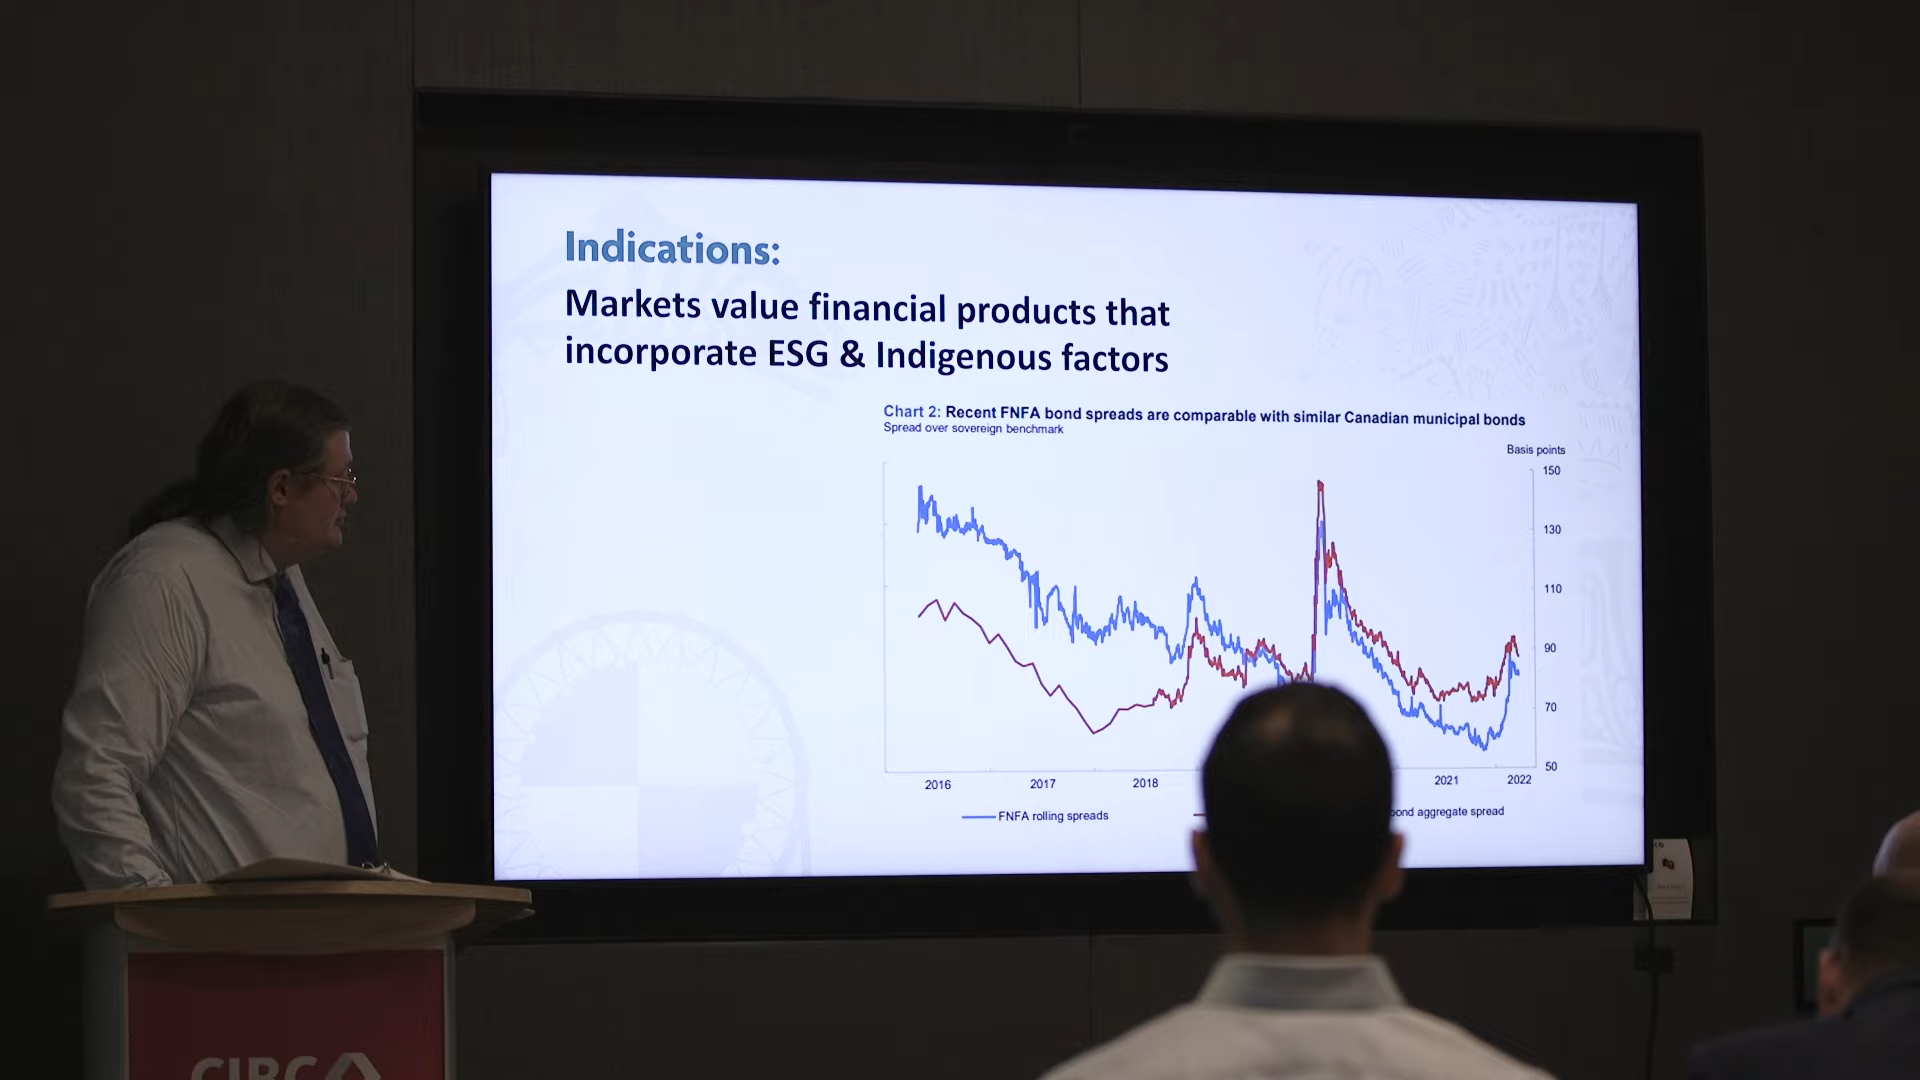 Indications:
Markets value financial products that
incorporate ESG & Indigenous factors
Chart 2: Recent FNFA bond spreads are comparable with similar Canadian municipal bonds
Spread over sovereign benchmark
Basis points
150
130
110
90
70
50
2016 2017 2018 2021 2022
FNFA rolling spreads
bond aggregate spread
CIBC